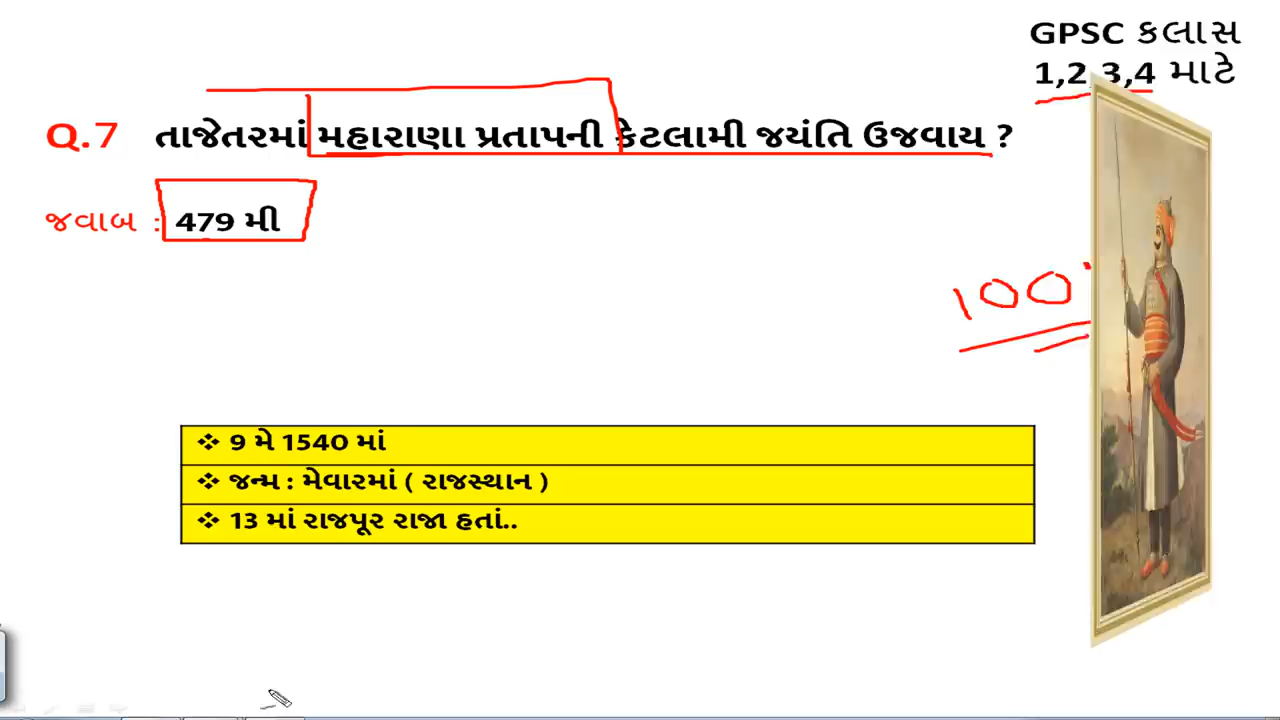 GPSC કલાસ
1,2,3,4 માટે
Q.7 તાજેતરમાં મહારાણા પ્રતાપની કેટલામી જયંતિ ઉજવાય ?
જવાબ : 479 મી
100
❖ 9 મે 1540 માં
❖ જન્મ : મેવારમાં ( રાજસ્થાન )
❖ 13 માં રાજપૂર રાજા હતાં..